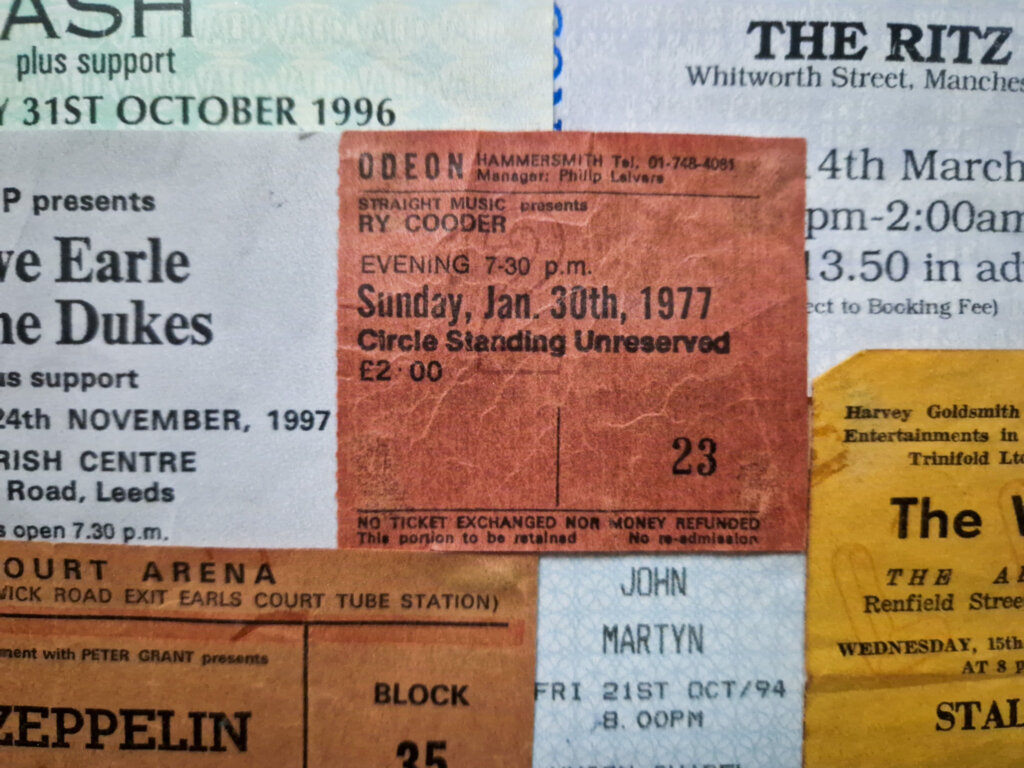 ASH
plus support
Y 31ST OCTOBER 1996
THE RITZ
Whitworth Street, Manches
4th March
pm-2:00am
13.50 in ad
ect to Booking Fee)
P presents
ve Earle
he Dukes
us support
24th NOVEMBER, 1997
RISH CENTRE
Road, Leeds
s open 7.30 p.m.
ODEON HAMMERSMITH Tel. 01-748-4081
Manager: Philip Leivers
STRAIGHT MUSIC presents
RY COODER
EVENING 7-30 p.m.
Sunday, Jan. 30th, 1977
Circle Standing Unreserved
£2·00
23
NO TICKET EXCHANGED NOR MONEY REFUNDED
This portion to be retained No re-admission
Harvey Goldsmith
Entertainments in
Trinifold Lt
The
THE A
Renfield Stree
WEDNESDAY, 15th
AT 8 P
STAL
OURT ARENA
WICK ROAD EXIT EARLS COURT TUBE STATION)
ment with PETER GRANT presents
ZEPPELIN
BLOCK
35
JOHN
MARTYN
FRI 21ST OCT/94
8.00PM